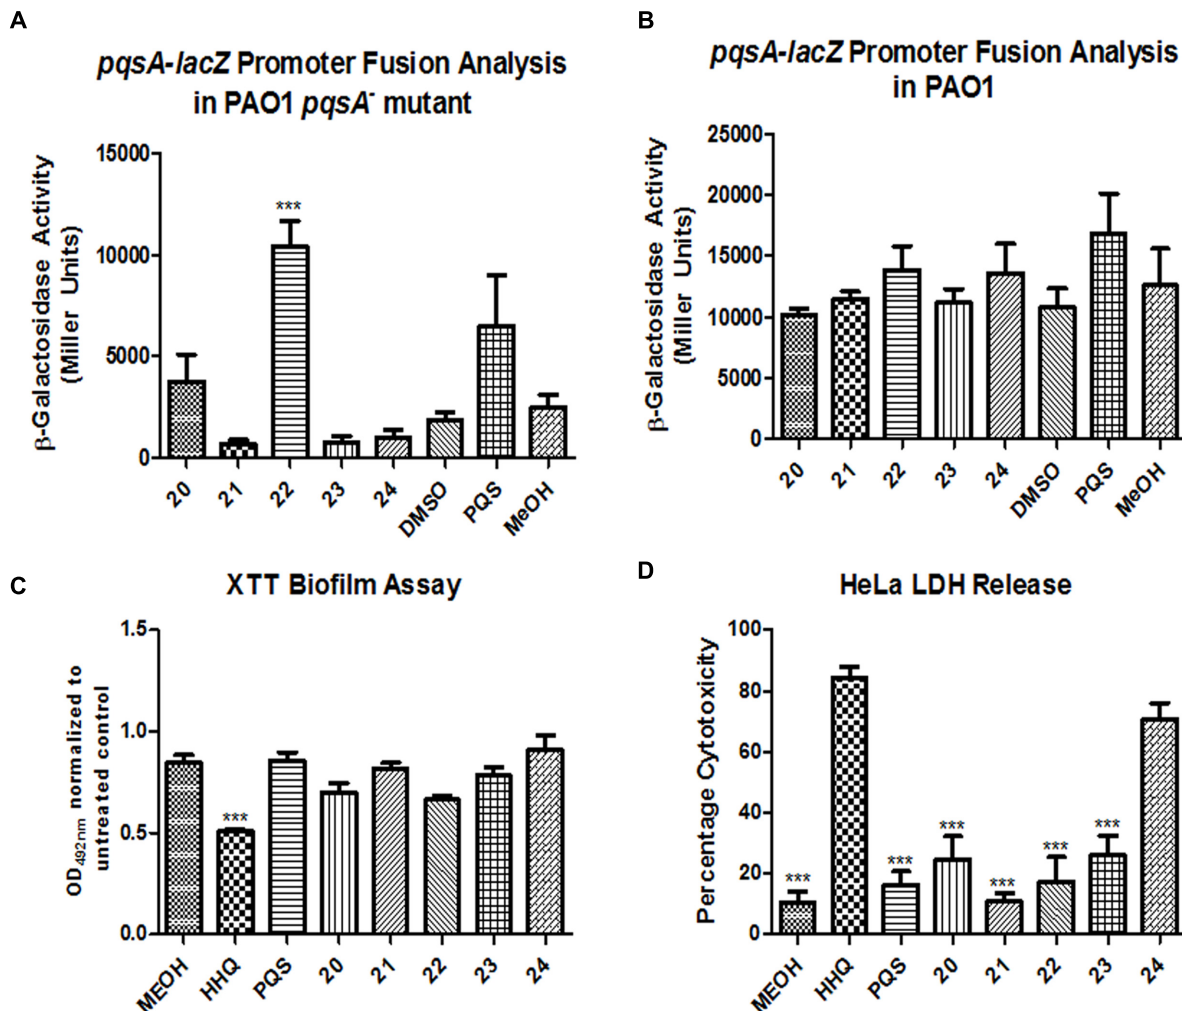 A
pqsA-lacZ Promoter Fusion Analysis
in PAO1 pqsA- mutant
β-Galactosidase Activity
(Miller Units)
15000
10000
5000
0
***
20
21
22
23
24
DMSO
PQS
MeOH
B
pqsA-lacZ Promoter Fusion Analysis
in PAO1
β-Galactosidase Activity
(Miller Units)
25000
20000
15000
10000
5000
0
20
21
22
23
24
DMSO
PQS
MeOH
C
XTT Biofilm Assay
OD492nm normalized to
untreated control
1.5
1.0
0.5
0.0
***
MEOH
HHQ
PQS
20
21
22
23
24
D
HeLa LDH Release
Percentage Cytotoxicity
100
80
60
40
20
0
***
***
***
***
***
***
MEOH
HHQ
PQS
20
21
22
23
24